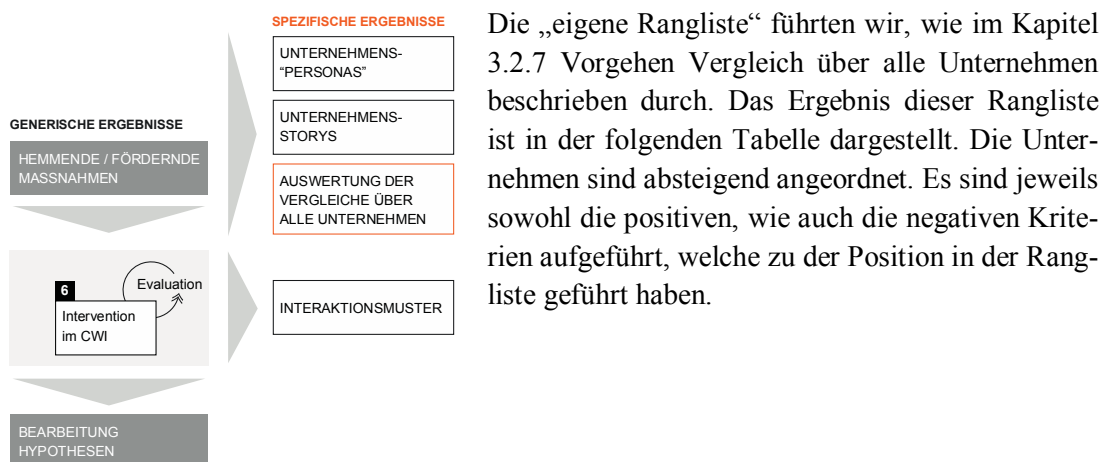 GENERISCHE ERGEBNISSE
HEMMENDE / FÖRDERNDE
MASSNAHMEN
6
Evaluation
Intervention
im CWI
BEARBEITUNG
HYPOTHESEN
SPEZIFISCHE ERGEBNISSE
UNTERNEHMENS-
“PERSONAS”
UNTERNEHMENS-
STORYS
AUSWERTUNG DER
VERGLEICHE ÜBER
ALLE UNTERNEHMEN
INTERAKTIONSMUSTER
Die „eigene Rangliste“ führten wir, wie im Kapitel
3.2.7 Vorgehen Vergleich über alle Unternehmen
beschrieben durch. Das Ergebnis dieser Rangliste
ist in der folgenden Tabelle dargestellt. Die Unter-
nehmen sind absteigend angeordnet. Es sind jeweils
sowohl die positiven, wie auch die negativen Krite-
rien aufgeführt, welche zu der Position in der Rang-
liste geführt haben.